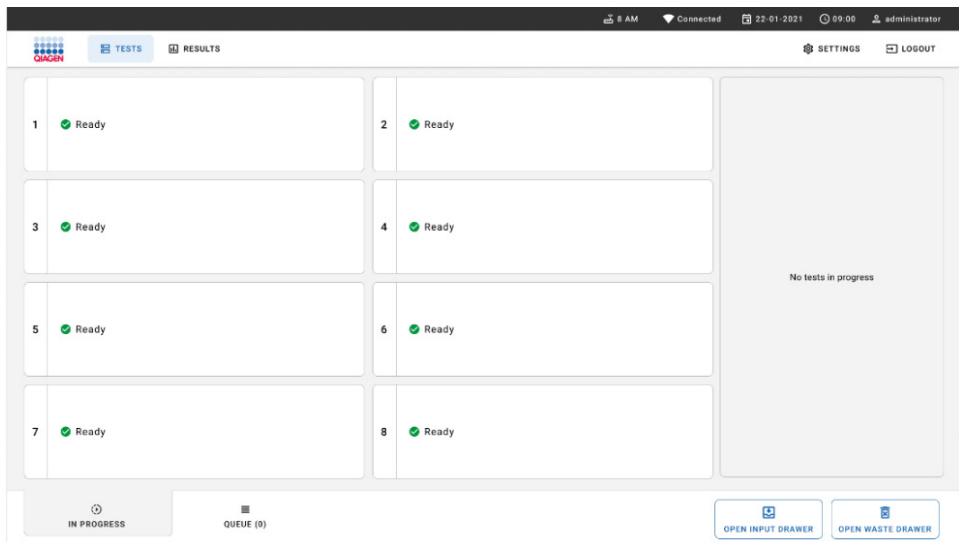 8 AM Connected 22-01-2021 09:00 administrator
QIAGEN TESTS RESULTS SETTINGS LOGOUT
1 Ready
2 Ready
3 Ready
4 Ready
No tests in progress
5 Ready
6 Ready
7 Ready
8 Ready
IN PROGRESS
QUEUE (0)
OPEN INPUT DRAWER
OPEN WASTE DRAWER